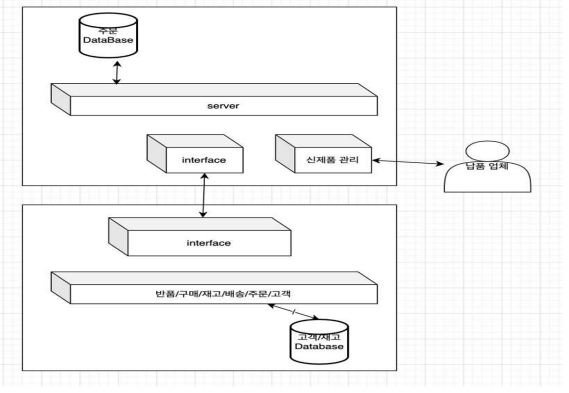 주문
DataBase
server
interface
신제품 관리
납품 업체
interface
반품/구매/재고/배송/주문/고객
고객/재고
Database